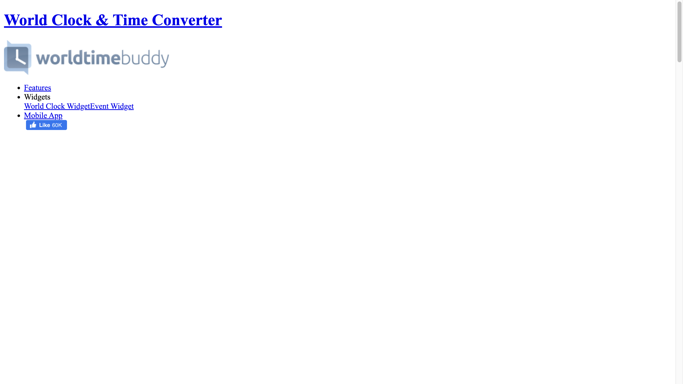 World Clock & Time Converter
worldtimebuddy
Features
Widgets
World Clock WidgetEvent Widget
Mobile App
Like 60K